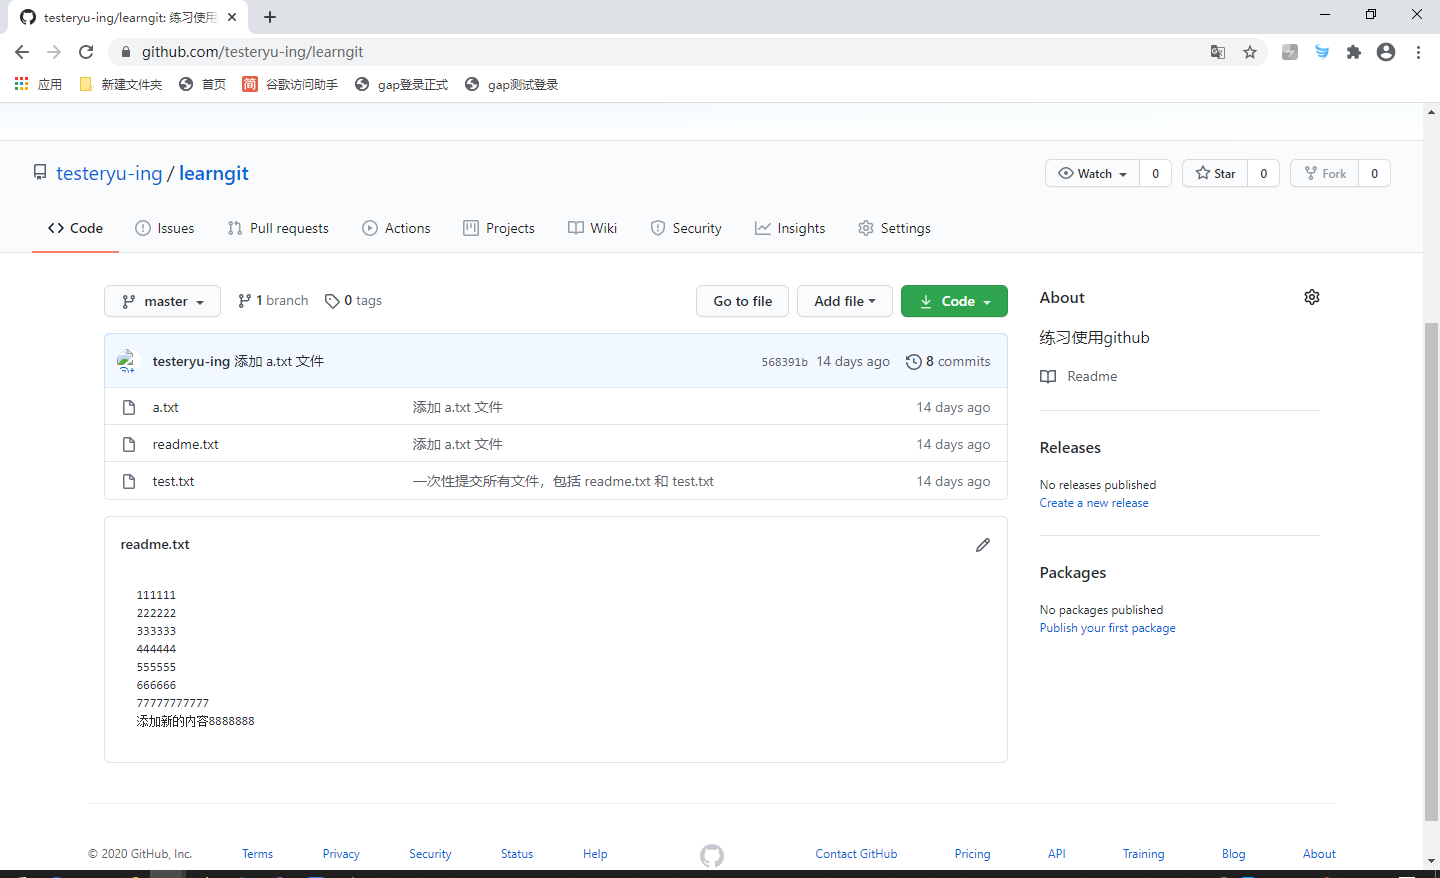 testeryu-ing/learngit: 练习使用
github.com/testeryu-ing/learngit
应用 新建文件夹 首页 简 谷歌访问助手 gap登录正式 gap测试登录
testeryu-ing / learngit
Watch 0 Star 0 Fork 0
Code Issues Pull requests Actions Projects Wiki Security Insights Settings
master 1 branch 0 tags Go to file Add file Code
testeryu-ing 添加 a.txt 文件 568391b 14 days ago 8 commits
a.txt 添加 a.txt 文件 14 days ago
readme.txt 添加 a.txt 文件 14 days ago
test.txt 一次性提交所有文件，包括 readme.txt 和 test.txt 14 days ago
readme.txt
111111
222222
333333
444444
555555
666666
77777777777
添加新的内容8888888
About
练习使用github
Readme
Releases
No releases published
Create a new release
Packages
No packages published
Publish your first package
© 2020 GitHub, Inc. Terms Privacy Security Status Help Contact GitHub Pricing API Training Blog About